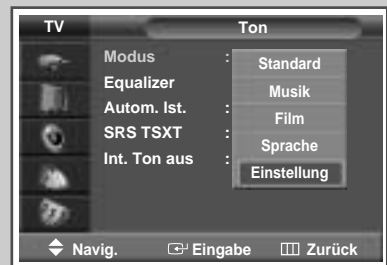 TV Ton
Modus :
Standard
Musik
Film
Sprache
Einstellung
Equalizer
Autom. lst. :
SRS TSXT :
Int. Ton aus :
Navig. Eingabe Zurück